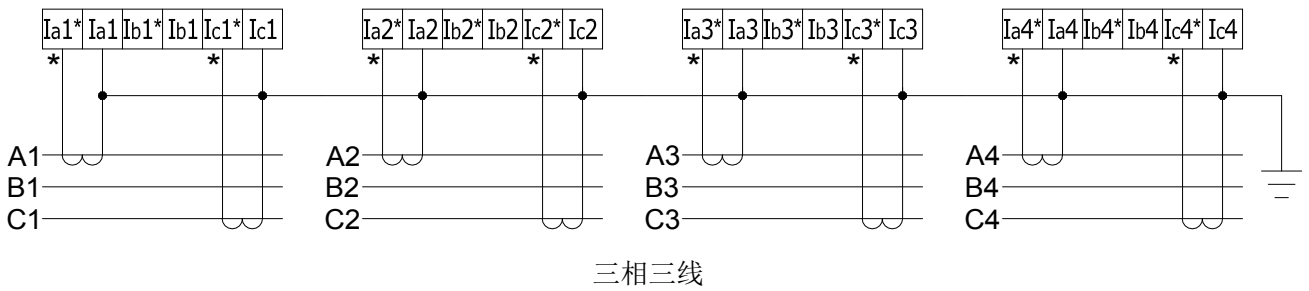 Ia1* Ia1 Ib1* Ib1 Ic1* Ic1 Ia2* Ia2 Ib2* Ib2 Ic2* Ic2 Ia3* Ia3 Ib3* Ib3 Ic3* Ic3 Ia4* Ia4 Ib4* Ib4 Ic4* Ic4
* * * * * * * *
A1 A2 A3 A4
B1 B2 B3 B4
C1 C2 C3 C4
三相三线